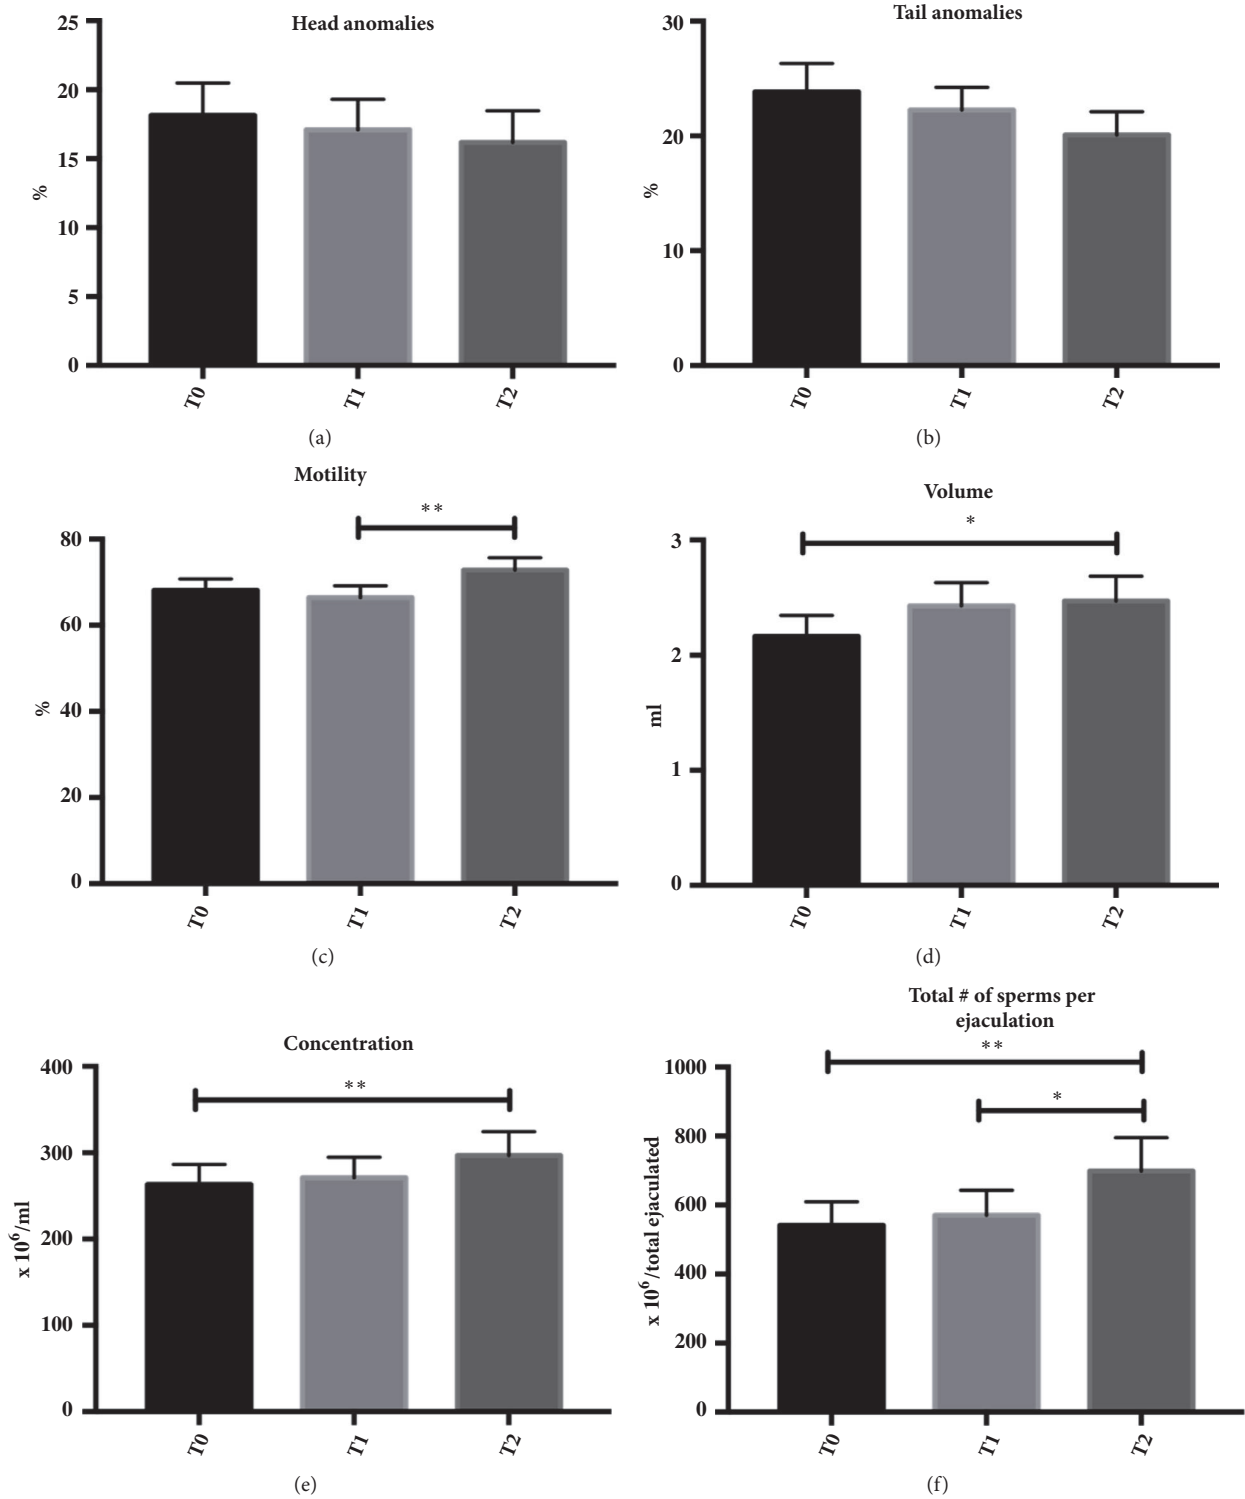 Head anomalies
25
20
15
10
5
0
%
T0
T1
T2
(a)
Tail anomalies
30
20
10
0
%
T0
T1
T2
(b)
Motility
**
80
60
40
20
0
%
T0
T1
T2
(c)
Volume
*
3
2
1
0
ml
T0
T1
T2
(d)
Concentration
**
400
300
200
100
0
x 10⁶/ml
T0
T1
T2
(e)
Total # of sperms per
ejaculation
**
*
1000
800
600
400
200
0
x 10⁶/total ejaculated
T0
T1
T2
(f)